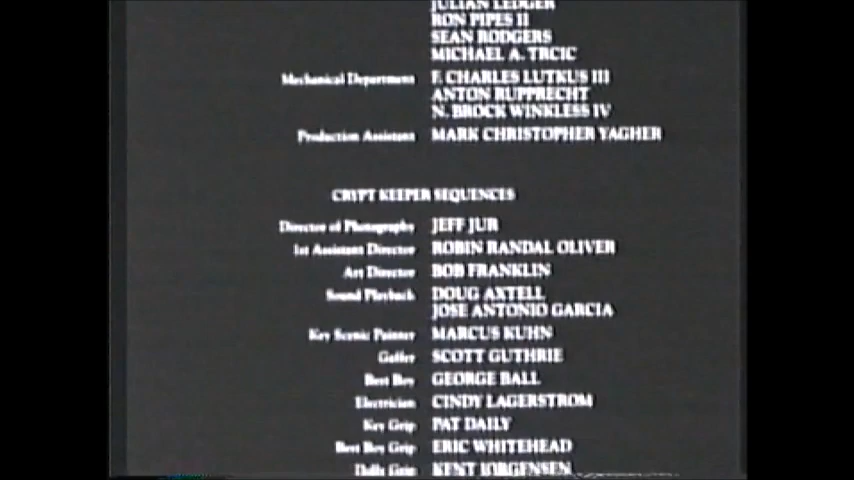 JULIAN LEDGER
RON PIPES II
SEAN RODGERS
MICHAEL A. TRCIC
Mechanical Department F. CHARLES LUTKUS III
ANTON RUPPRECHT
N. BROCK WINKLESS IV
Production Assistant MARK CHRISTOPHER YAGHER
CRYPT KEEPER SEQUENCES
Director of Photography JEFF JUR
1st Assistant Director ROBIN RANDAL OLIVER
Art Director BOB FRANKLIN
Sound Playback DOUG AXTELL
JOSE ANTONIO GARCIA
Key Scenic Painter MARCUS KUHN
Gaffer SCOTT GUTHRIE
Best Boy GEORGE BALL
Electrician CINDY LAGERSTROM
Key Grip PAT DAILY
Best Boy Grip ERIC WHITEHEAD
Dolly Grip KENT JORGENSEN